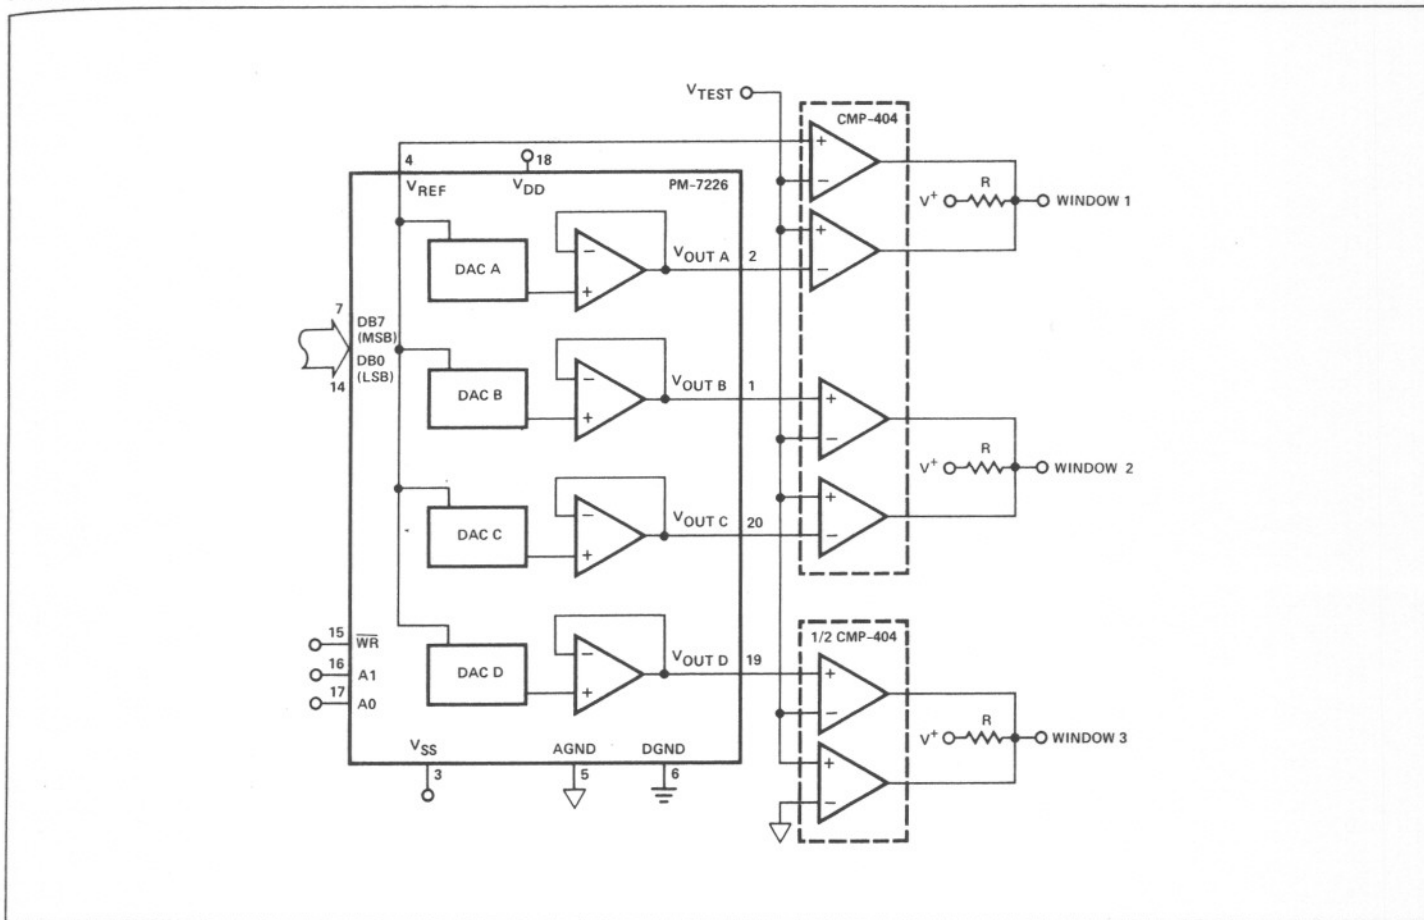 VTEST
CMP-404
4
18
VREF
VDD
PM-7226
+
−
R
V+
WINDOW 1
+
−
DAC A
−
+
VOUT A
2
7
DB7
(MSB)
DB0
(LSB)
14
DAC B
−
+
VOUT B
1
+
−
R
V+
WINDOW 2
+
−
DAC C
−
+
VOUT C
20
15
WR
16
A1
17
A0
DAC D
−
+
VOUT D
19
1/2 CMP-404
+
−
R
V+
WINDOW 3
+
−
VSS
AGND
DGND
3
5
6